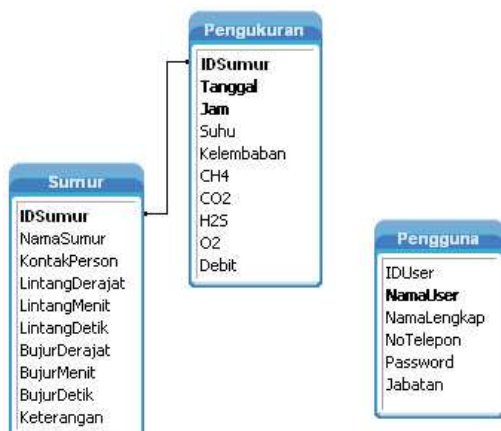 Pengukuran
IDSumur
Tanggal
Jam
Suhu
Kelembaban
CH4
CO2
H2S
O2
Debit
Sumur
IDSumur
NamaSumur
KontakPerson
LintangDerajat
LintangMenit
LintangDetik
BujurDerajat
BujurMenit
BujurDetik
Keterangan
Pengguna
IDUser
NamaUser
NamaLengkap
NoTelepon
Password
Jabatan